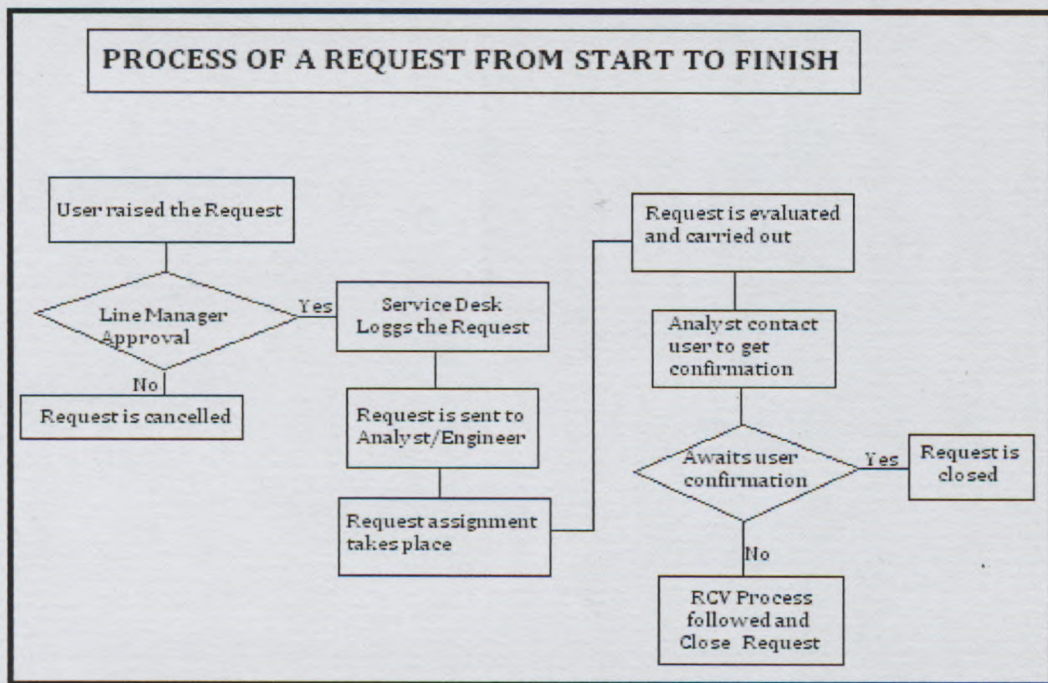 PROCESS OF A REQUEST FROM START TO FINISH
User raised the Request
Line Manager
Approval
Yes
No
Request is cancelled
Service Desk
Loggs the Request
Request is sent to
Analyst/Engineer
Request assignment
takes place
Request is evaluated
and carried out
Analyst contact
user to get
confirmation
Awaits user
confirmation
Yes
Request is
closed
No
RCV Process
followed and
Close Request